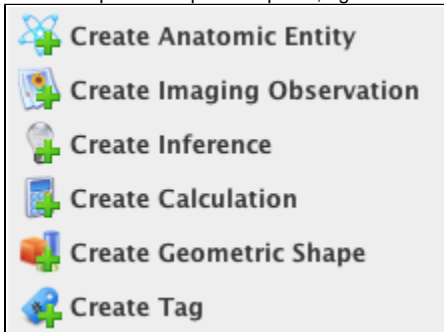 Create Anatomic Entity
Create Imaging Observation
Create Inference
Create Calculation
Create Geometric Shape
Create Tag